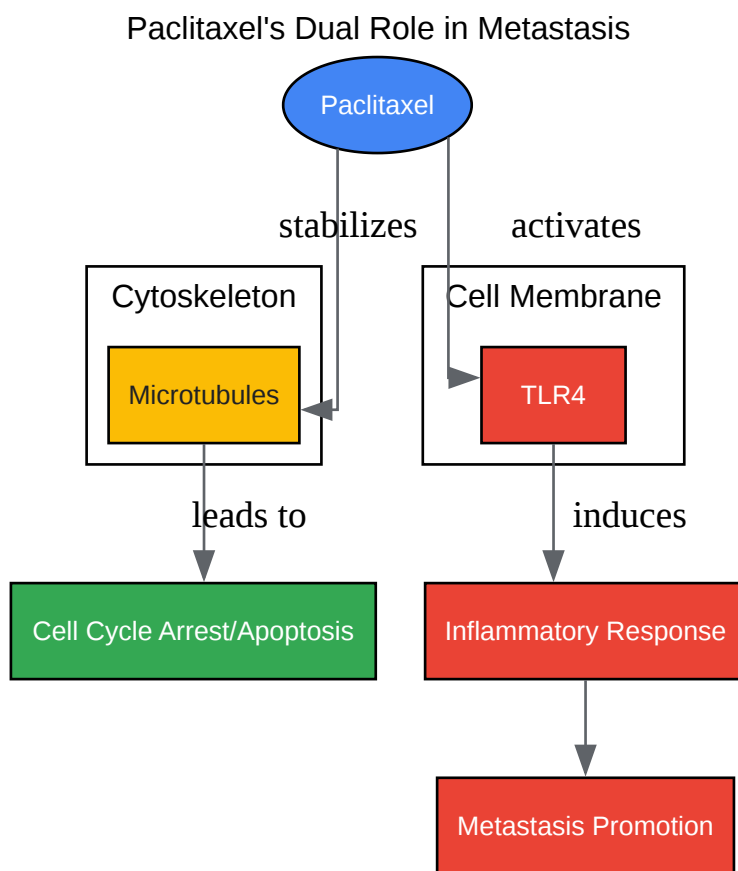 Paclitaxel's Dual Role in Metastasis
Paclitaxel
stabilizes
activates
Cytoskeleton
Cell Membrane
Microtubules
TLR4
leads to
induces
Cell Cycle Arrest/Apoptosis
Inflammatory Response
Metastasis Promotion